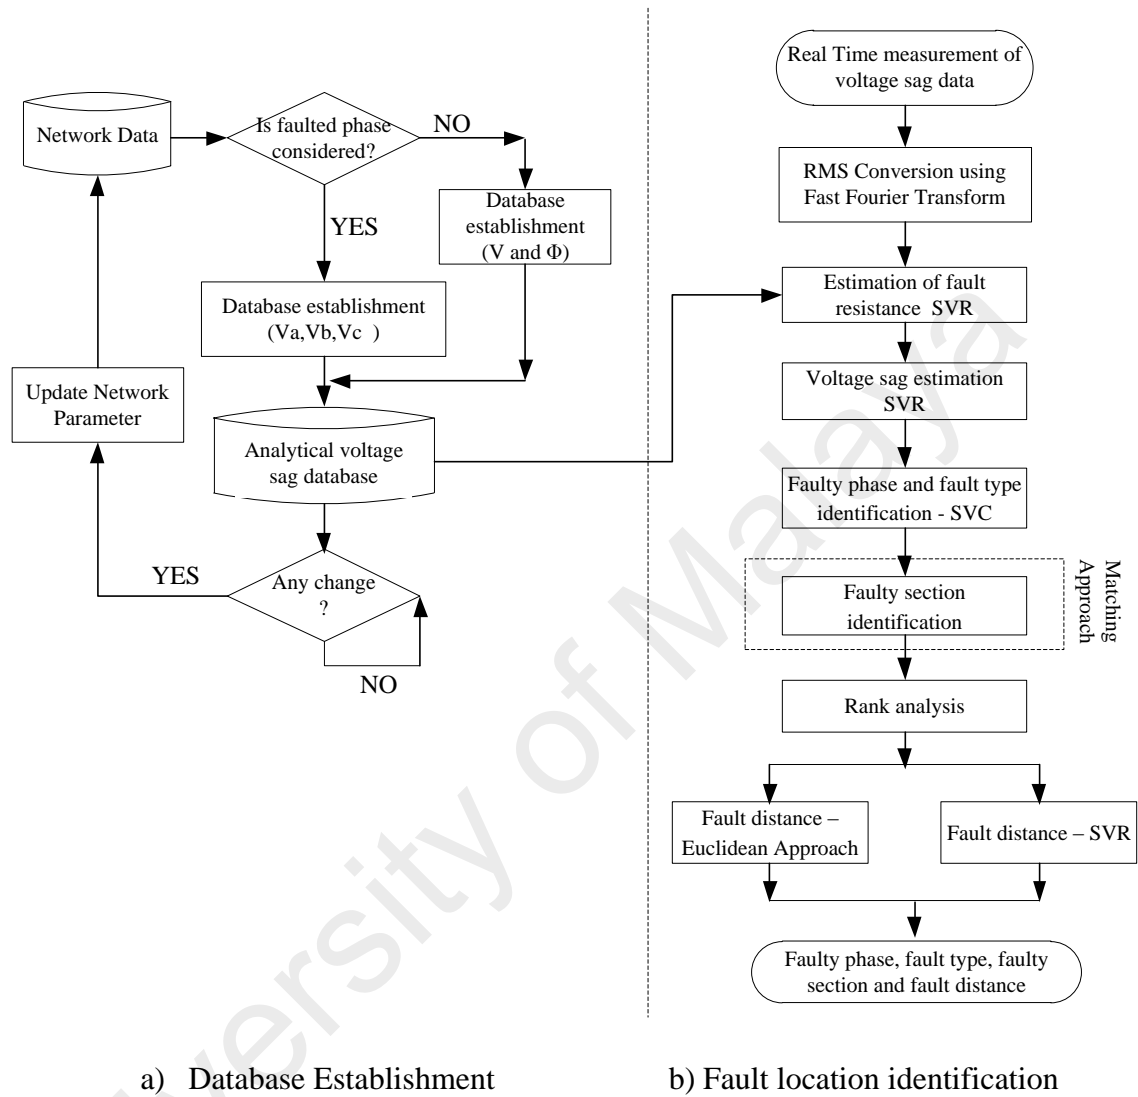 Network Data
Is faulted phase
considered?
NO
YES
Database
establishment
(V and Φ)
Database establishment
(Va,Vb,Vc )
Update Network
Parameter
Analytical voltage
sag database
YES
Any change
?
NO
a) Database Establishment
Real Time measurement of
voltage sag data
RMS Conversion using
Fast Fourier Transform
Estimation of fault
resistance SVR
Voltage sag estimation
SVR
Faulty phase and fault type
identification - SVC
Faulty section
identification
Matching
Approach
Rank analysis
Fault distance –
Euclidean Approach
Fault distance – SVR
Faulty phase, fault type, faulty
section and fault distance
b) Fault location identification
versity of Malaya